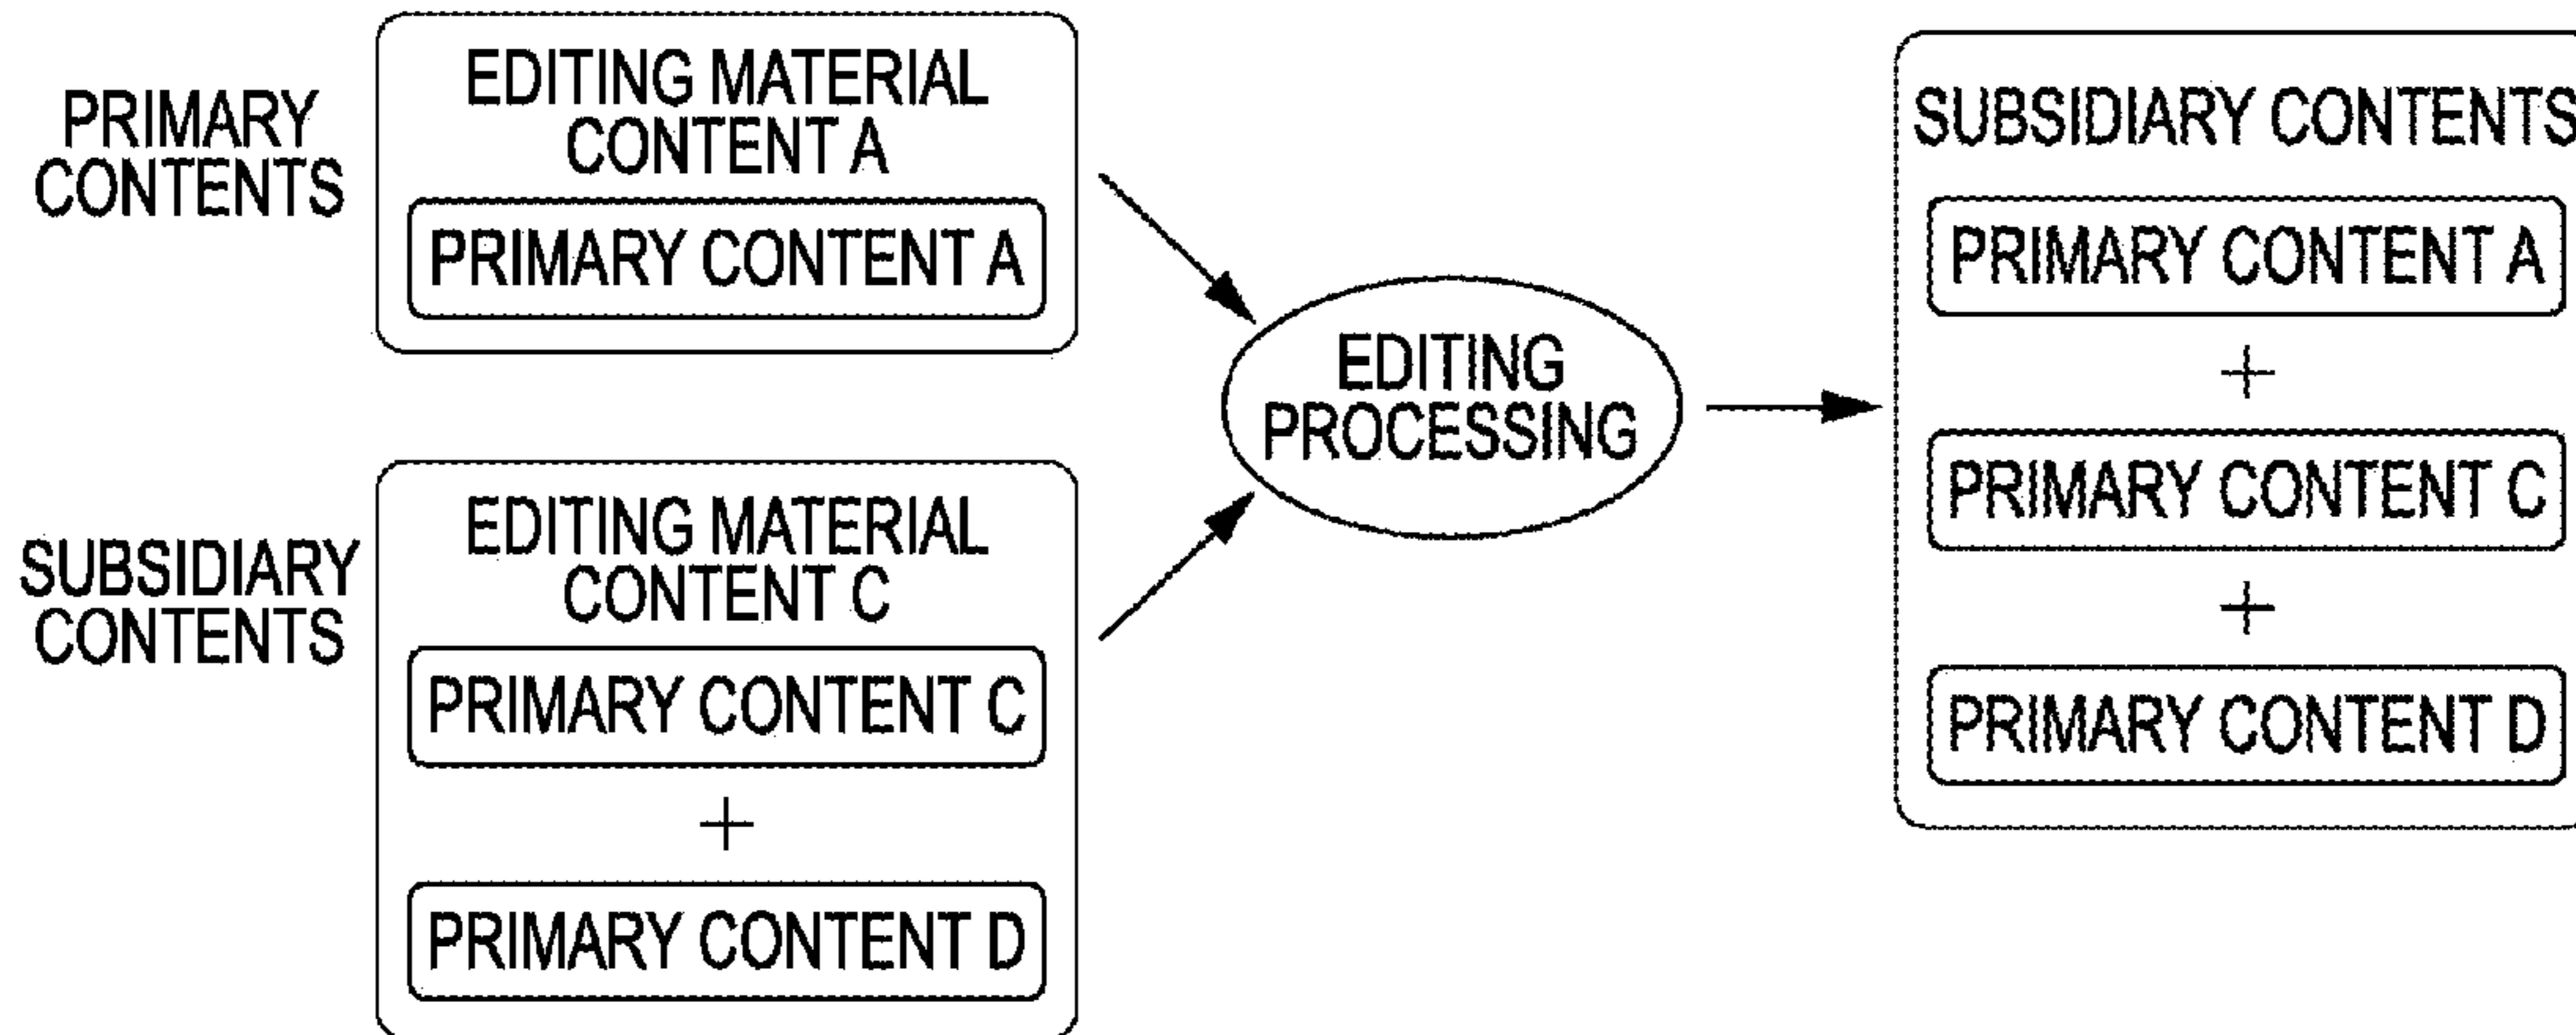 PRIMARY
CONTENTS
EDITING MATERIAL
CONTENT A
PRIMARY CONTENT A
SUBSIDIARY
CONTENTS
EDITING MATERIAL
CONTENT C
PRIMARY CONTENT C
+
PRIMARY CONTENT D
EDITING
PROCESSING
SUBSIDIARY CONTENTS
PRIMARY CONTENT A
+
PRIMARY CONTENT C
+
PRIMARY CONTENT D